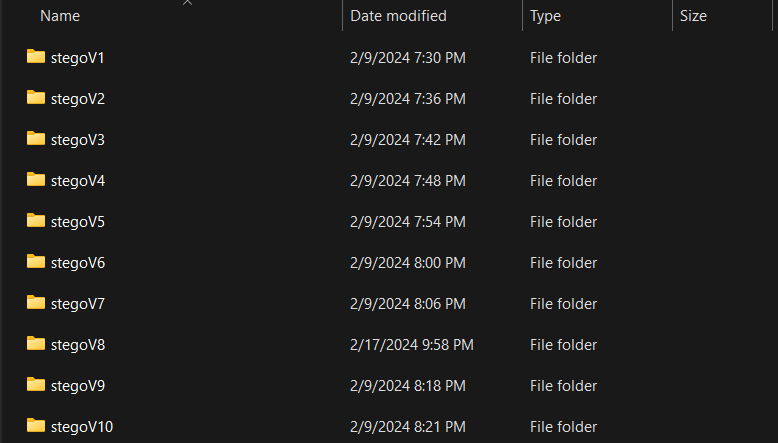 Name Date modified Type Size
stegoV1 2/9/2024 7:30 PM File folder
stegoV2 2/9/2024 7:36 PM File folder
stegoV3 2/9/2024 7:42 PM File folder
stegoV4 2/9/2024 7:48 PM File folder
stegoV5 2/9/2024 7:54 PM File folder
stegoV6 2/9/2024 8:00 PM File folder
stegoV7 2/9/2024 8:06 PM File folder
stegoV8 2/17/2024 9:58 PM File folder
stegoV9 2/9/2024 8:18 PM File folder
stegoV10 2/9/2024 8:21 PM File folder